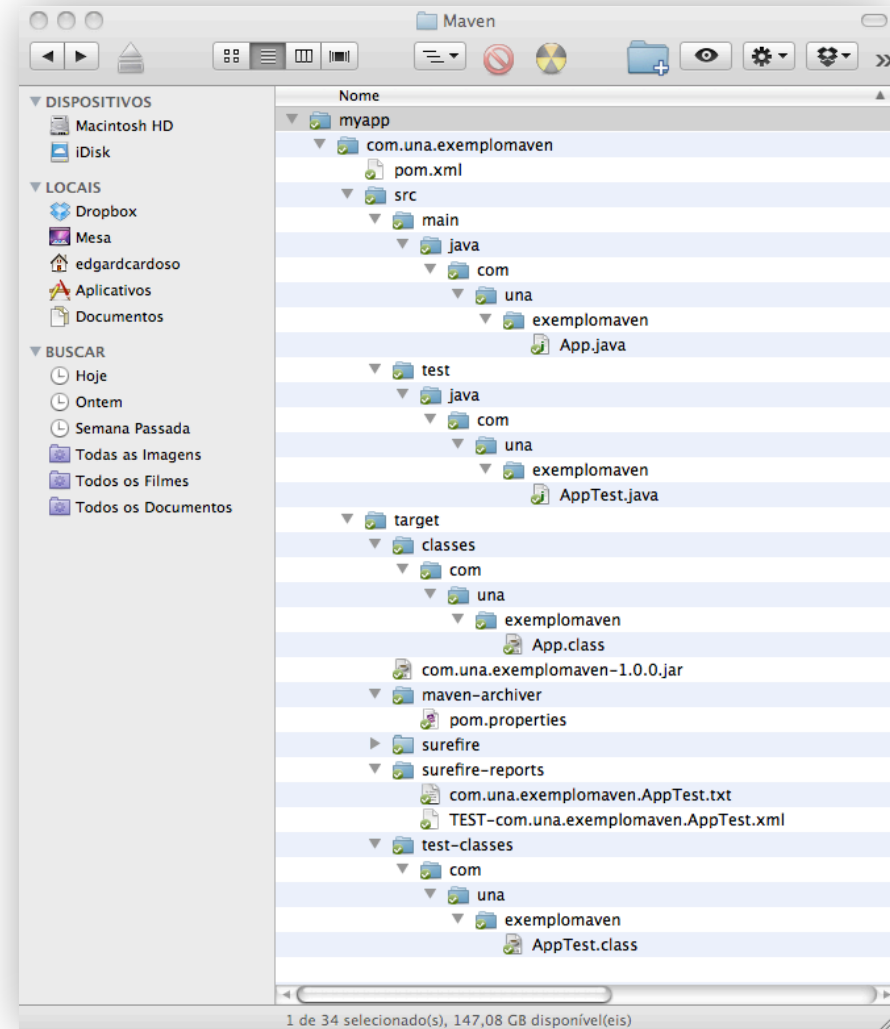 Maven
Nome
DISPOSITIVOS
Macintosh HD
iDisk
LOCAIS
Dropbox
Mesa
edgardcardoso
Aplicativos
Documentos
BUSCAR
Hoje
Ontem
Semana Passada
Todas as Imagens
Todos os Filmes
Todos os Documentos
myapp
com.una.exemplomaven
pom.xml
src
main
java
com
una
exemplomaven
App.java
test
java
com
una
exemplomaven
AppTest.java
target
classes
com
una
exemplomaven
App.class
com.una.exemplomaven-1.0.0.jar
maven-archiver
pom.properties
surefire
surefire-reports
com.una.exemplomaven.AppTest.txt
TEST-com.una.exemplomaven.AppTest.xml
test-classes
com
una
exemplomaven
AppTest.class
1 de 34 selecionado(s), 147,08 GB disponível(eis)